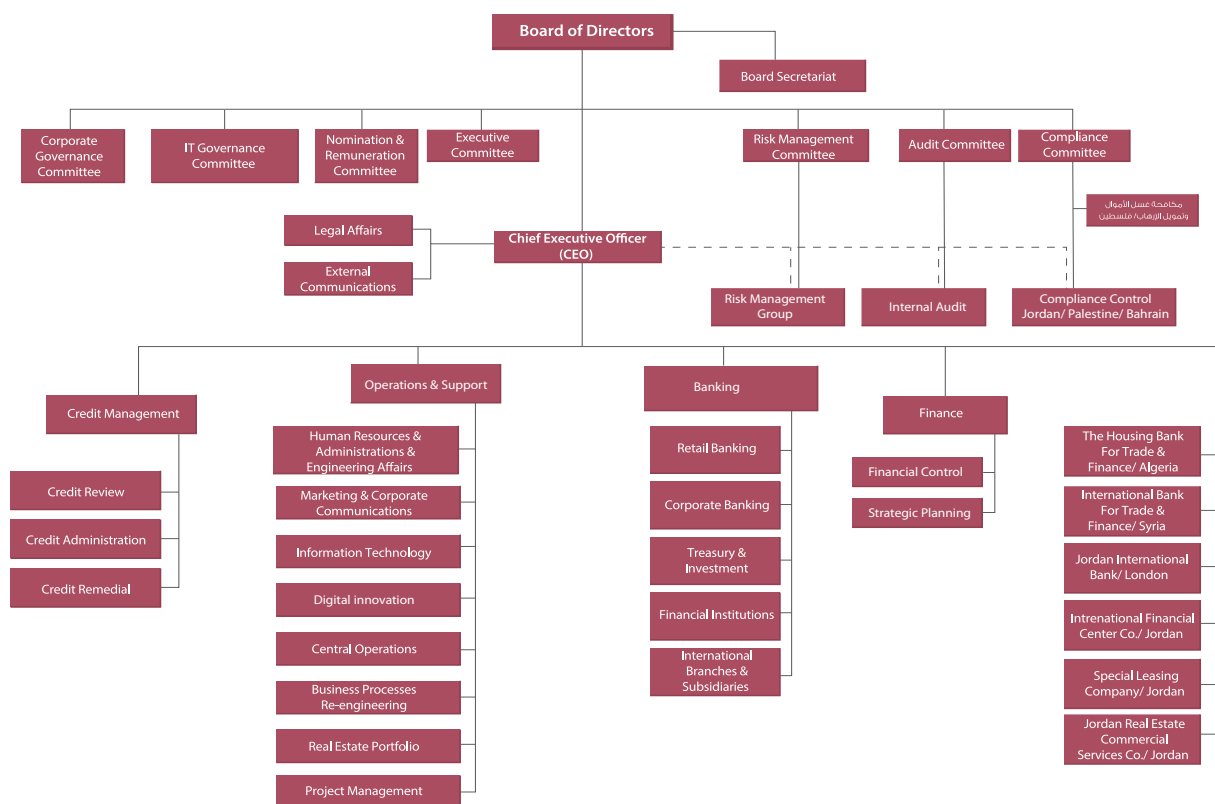 Board of Directors
Board Secretariat
Corporate
Governance
Committee
IT Governance
Committee
Nomination &
Remuneration
Committee
Executive
Committee
Risk Management
Committee
Audit Committee
Compliance
Committee
مكافحة غسل الأموال
وتمويل الإرهاب/ فلسطين
Legal Affairs
External
Communications
Chief Executive Officer
(CEO)
Risk Management
Group
Internal Audit
Compliance Control
Jordan/ Palestine/ Bahrain
Credit Management
Credit Review
Credit Administration
Credit Remedial
Operations & Support
Human Resources &
Administrations &
Engineering Affairs
Marketing & Corporate
Communications
Information Technology
Digital innovation
Central Operations
Business Processes
Re-engineering
Real Estate Portfolio
Project Management
Banking
Retail Banking
Corporate Banking
Treasury &
Investment
Financial Institutions
International
Branches &
Subsidiaries
Finance
Financial Control
Strategic Planning
The Housing Bank
For Trade &
Finance/ Algeria
International Bank
For Trade &
Finance/ Syria
Jordan International
Bank/ London
Intrenational Financial
Center Co./ Jordan
Special Leasing
Company/ Jordan
Jordan Real Estate
Commercial
Services Co./ Jordan